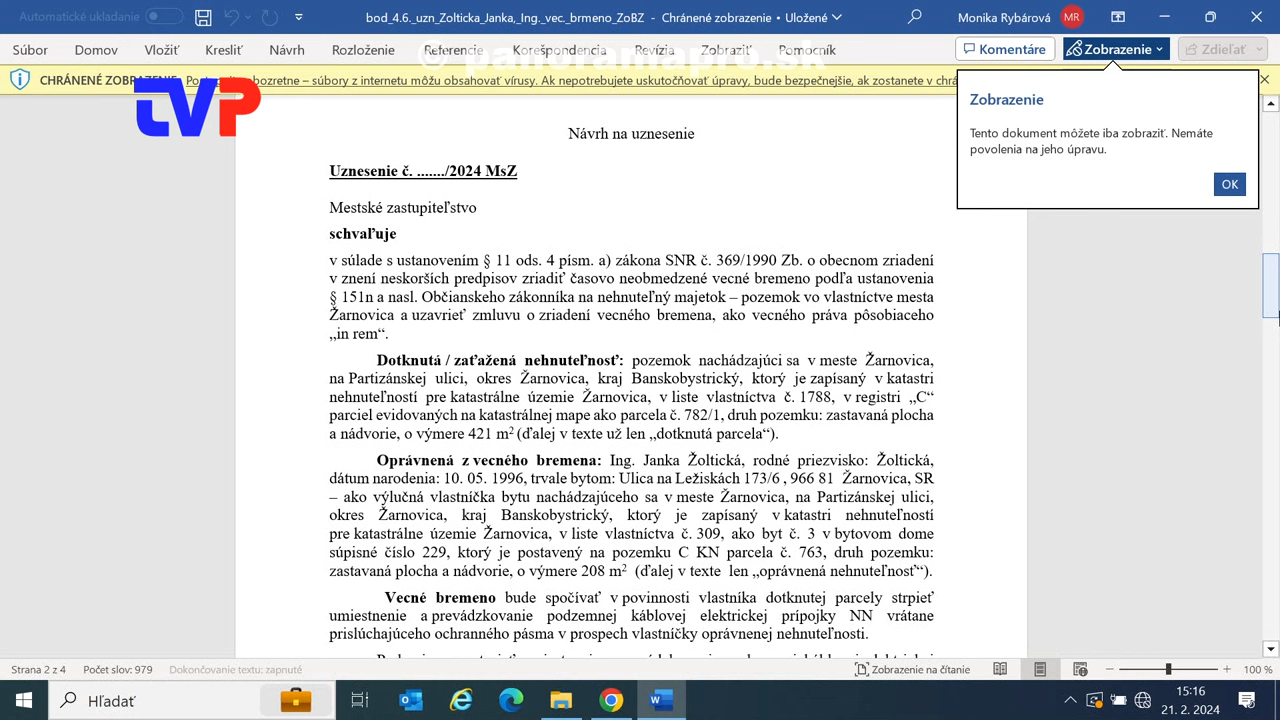 Automatické ukladanie
bod_4.6._uzn_Zolticka_Janka,_Ing._vec._brmeno_ZoBZ - Chránené zobrazenie • Uložené
Monika Rybárová
MR
Súbor Domov Vložiť Kresliť Návrh Rozloženie Referencie Korešpondencia Revízia Zobraziť Pomocník
Komentáre
Zobrazenie
Zdieľať
CHRÁNENÉ ZOBRAZENIE
obozretne – súbory z internetu môžu obsahovať vírusy. Ak nepotrebujete uskutočňovať úpravy, bude bezpečnejšie, ak zostanete v
TVP
Zobrazenie
Tento dokument môžete iba zobraziť. Nemáte
povolenia na jeho úpravu.
OK
Návrh na uznesenie
Uznesenie č. ......./2024 MsZ
Mestské zastupiteľstvo
schvaľuje
v súlade s ustanovením § 11 ods. 4 písm. a) zákona SNR č. 369/1990 Zb. o obecnom zriadení
v znení neskorších predpisov zriadiť časovo neobmedzené vecné bremeno podľa ustanovenia
§ 151n a nasl. Občianskeho zákonníka na nehnuteľný majetok – pozemok vo vlastníctve mesta
Žarnovica a uzavrieť zmluvu o zriadení vecného bremena, ako vecného práva pôsobiaceho
„in rem“.
Dotknutá / zaťažená nehnuteľnosť: pozemok nachádzajúci sa v meste Žarnovica,
na Partizánskej ulici, okres Žarnovica, kraj Banskobystrický, ktorý je zapísaný v katastri
nehnuteľností pre katastrálne územie Žarnovica, v liste vlastníctva č. 1788, v registri „C“
parciel evidovaných na katastrálnej mape ako parcela č. 782/1, druh pozemku: zastavaná plocha
a nádvorie, o výmere 421 m² (ďalej v texte už len „dotknutá parcela“).
Oprávnená z vecného bremena: Ing. Janka Žoltická, rodné priezvisko: Žoltická,
dátum narodenia: 10. 05. 1996, trvale bytom: Ulica na Ležiskách 173/6 , 966 81 Žarnovica, SR
– ako výlučná vlastníčka bytu nachádzajúceho sa v meste Žarnovica, na Partizánskej ulici,
okres Žarnovica, kraj Banskobystrický, ktorý je zapísaný v katastri nehnuteľností
pre katastrálne územie Žarnovica, v liste vlastníctva č. 309, ako byt č. 3 v bytovom dome
súpisné číslo 229, ktorý je postavený na pozemku C KN parcela č. 763, druh pozemku:
zastavaná plocha a nádvorie, o výmere 208 m² (ďalej v texte len „oprávnená nehnuteľnosť“).
Vecné bremeno bude spočívať v povinnosti vlastníka dotknutej parcely strpieť
umiestnenie a prevádzkovanie podzemnej káblovej elektrickej prípojky NN vrátane
prislúchajúceho ochranného pásma v prospech vlastníčky oprávnenej nehnuteľnosti.
Strana 2 z 4 Počet slov: 979 Dokončovanie textu: zapnuté
Zobrazenie na čítanie
100 %
Hľadať
15:16
21. 2. 2024